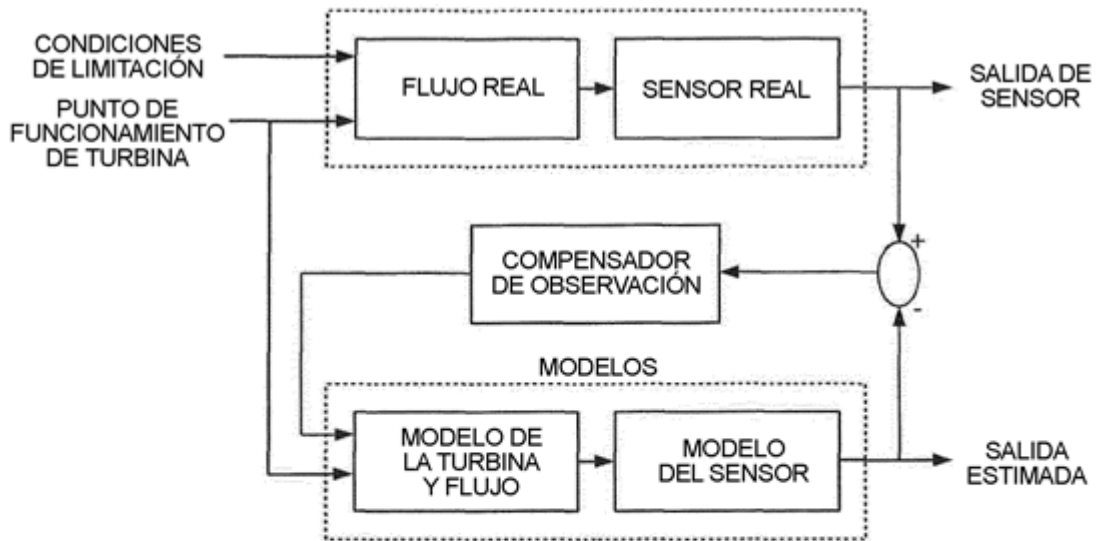 CONDICIONES
DE LIMITACIÓN
PUNTO DE
FUNCIONAMIENTO
DE TURBINA
FLUJO REAL
SENSOR REAL
SALIDA DE
SENSOR
COMPENSADOR
DE OBSERVACIÓN
+
-
MODELOS
MODELO DE
LA TURBINA
Y FLUJO
MODELO
DEL SENSOR
SALIDA
ESTIMADA